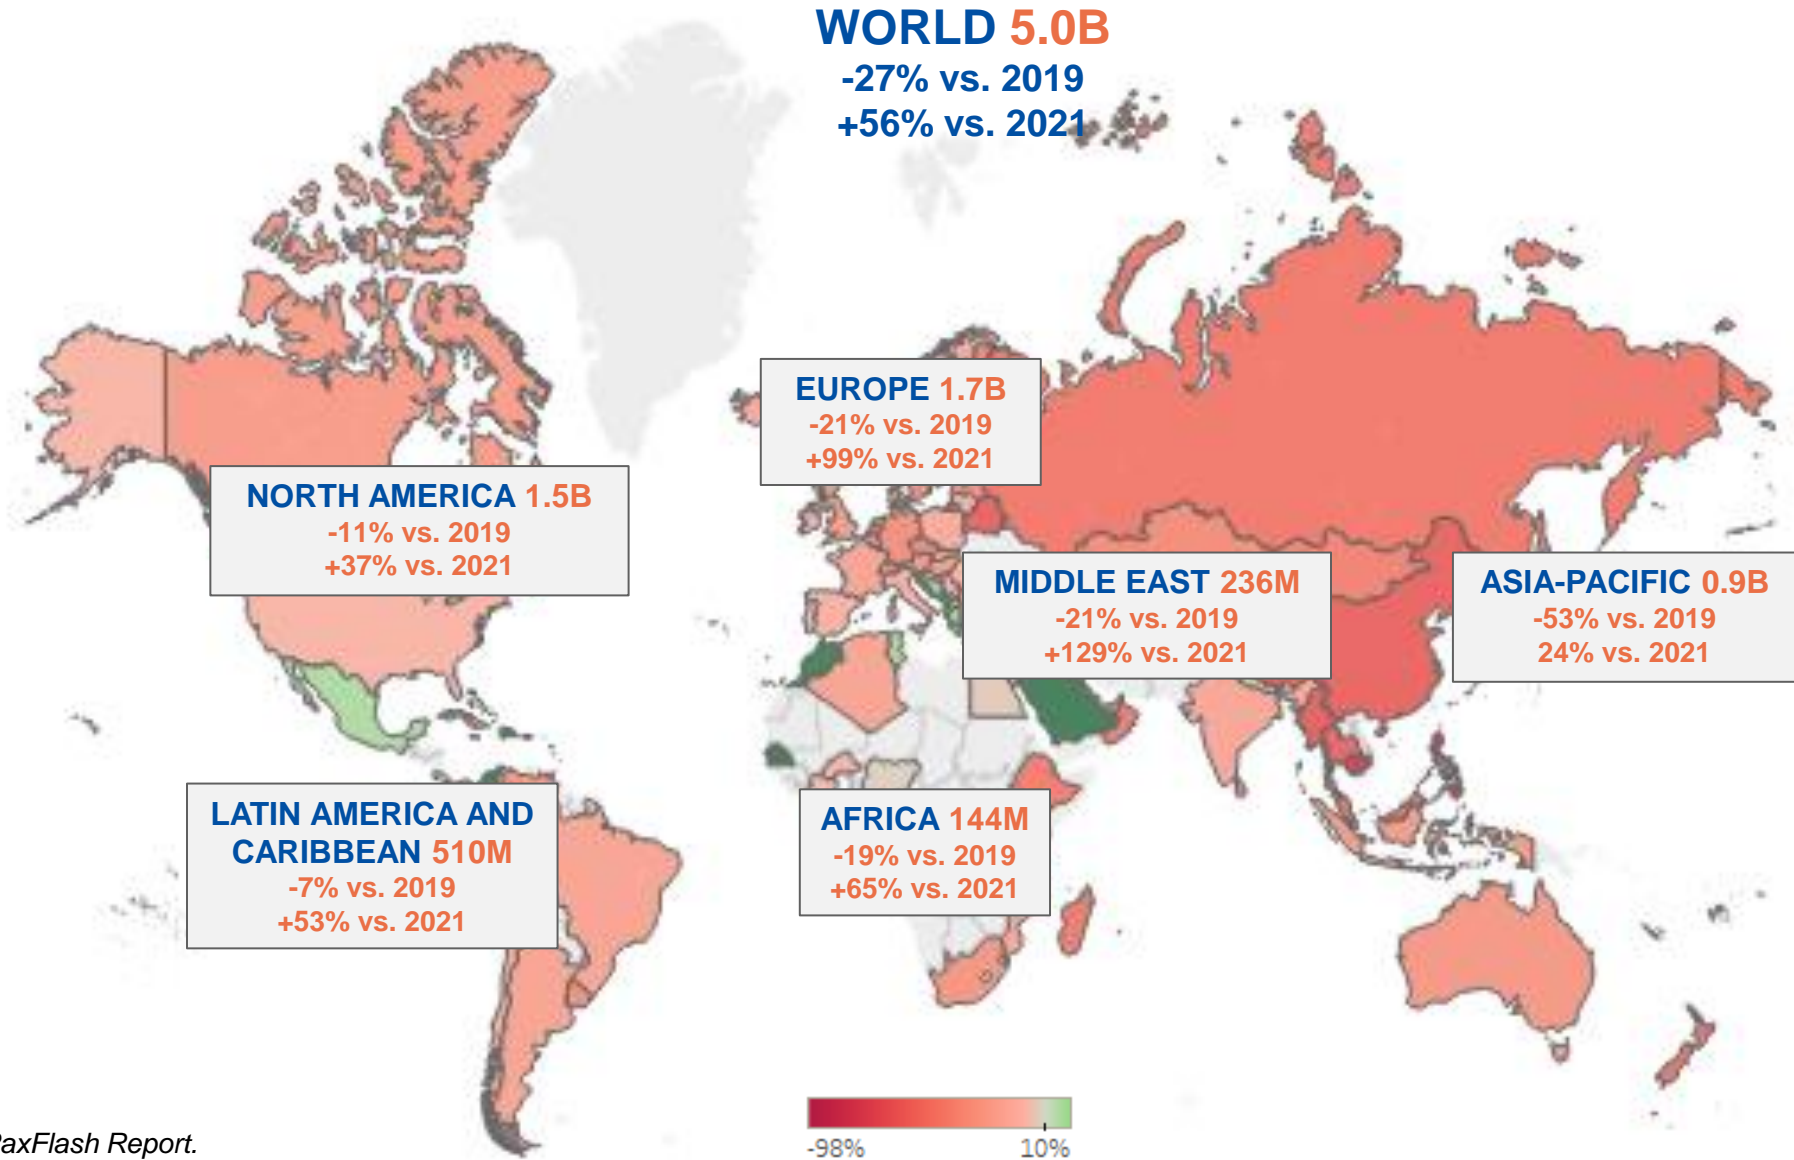 WORLD 5.0B
-27% vs. 2019
+56% vs. 2021
EUROPE 1.7B
-21% vs. 2019
+99% vs. 2021
NORTH AMERICA 1.5B
-11% vs. 2019
+37% vs. 2021
MIDDLE EAST 236M
-21% vs. 2019
+129% vs. 2021
ASIA-PACIFIC 0.9B
-53% vs. 2019
24% vs. 2021
LATIN AMERICA AND
CARIBBEAN 510M
-7% vs. 2019
+53% vs. 2021
AFRICA 144M
-19% vs. 2019
+65% vs. 2021
-98% 10%
axFlash Report.